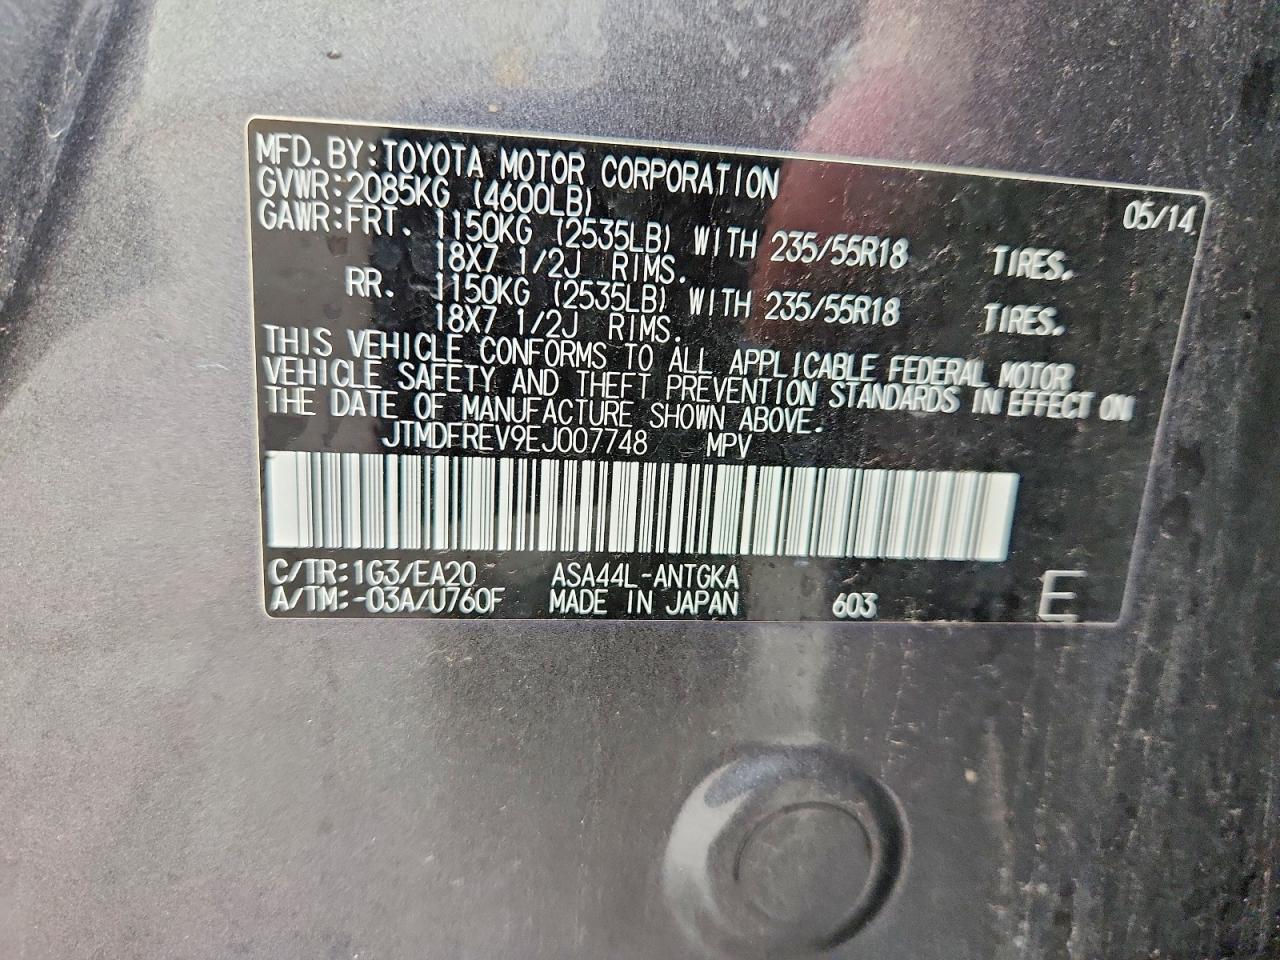 MFD. BY: TOYOTA MOTOR CORPORATION 05/14
GVWR: 2085KG (4600LB)
GAWR: FRT. 1150KG (2535LB) WITH 235/55R18 TIRES.
18X7 1/2J RIMS.
RR. 1150KG (2535LB) WITH 235/55R18 TIRES.
18X7 1/2J RIMS.
THIS VEHICLE CONFORMS TO ALL APPLICABLE FEDERAL MOTOR
VEHICLE SAFETY AND THEFT PREVENTION STANDARDS IN EFFECT ON
THE DATE OF MANUFACTURE SHOWN ABOVE.
JTMDFREV9EJ007748 MPV
C/TR: 1G3/EA20 ASA44L-ANTGKA
A/TM: -03A/U760F MADE IN JAPAN 603 E